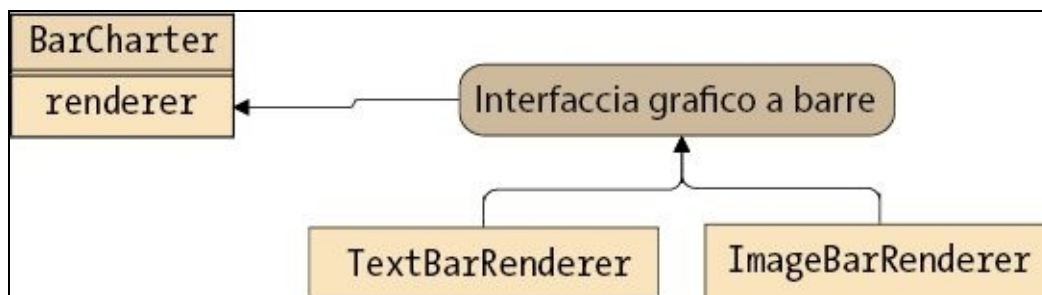 BarCharter
renderer
Interfaccia grafico a barre
TextBarRenderer
ImageBarRenderer